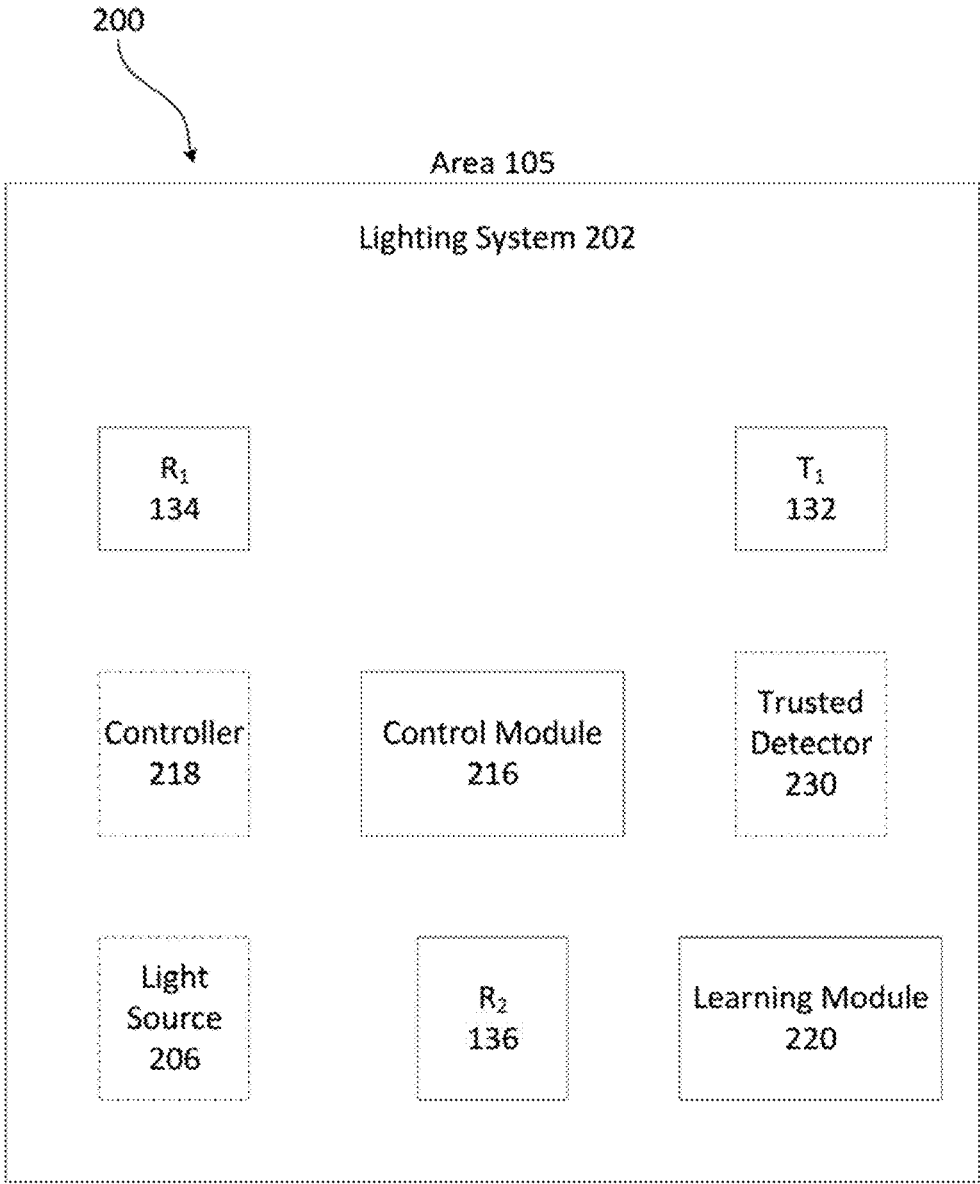 200
Area 105
Lighting System 202
R₁
134
T₁
132
Controller
218
Control Module
216
Trusted
Detector
230
Light
Source
206
R₂
136
Learning Module
220